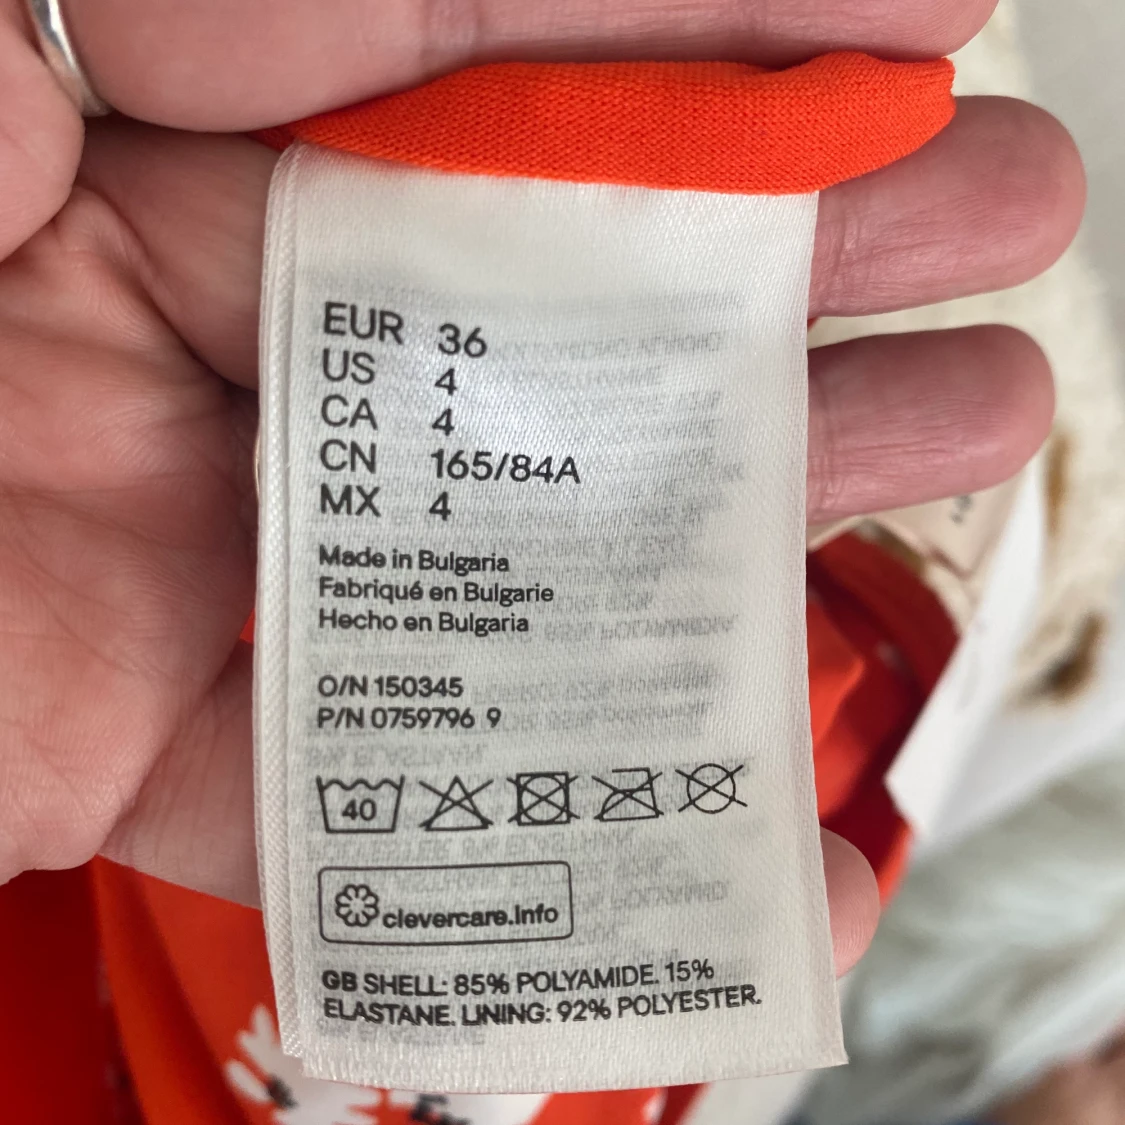 EUR 36
US 4
CA 4
CN 165/84A
MX 4
Made in Bulgaria
Fabriqué en Bulgarie
Hecho en Bulgaria
O/N 150345
P/N 0759796 9
40
clevercare.info
GB SHELL: 85% POLYAMIDE. 15%
ELASTANE. LINING: 92% POLYESTER.